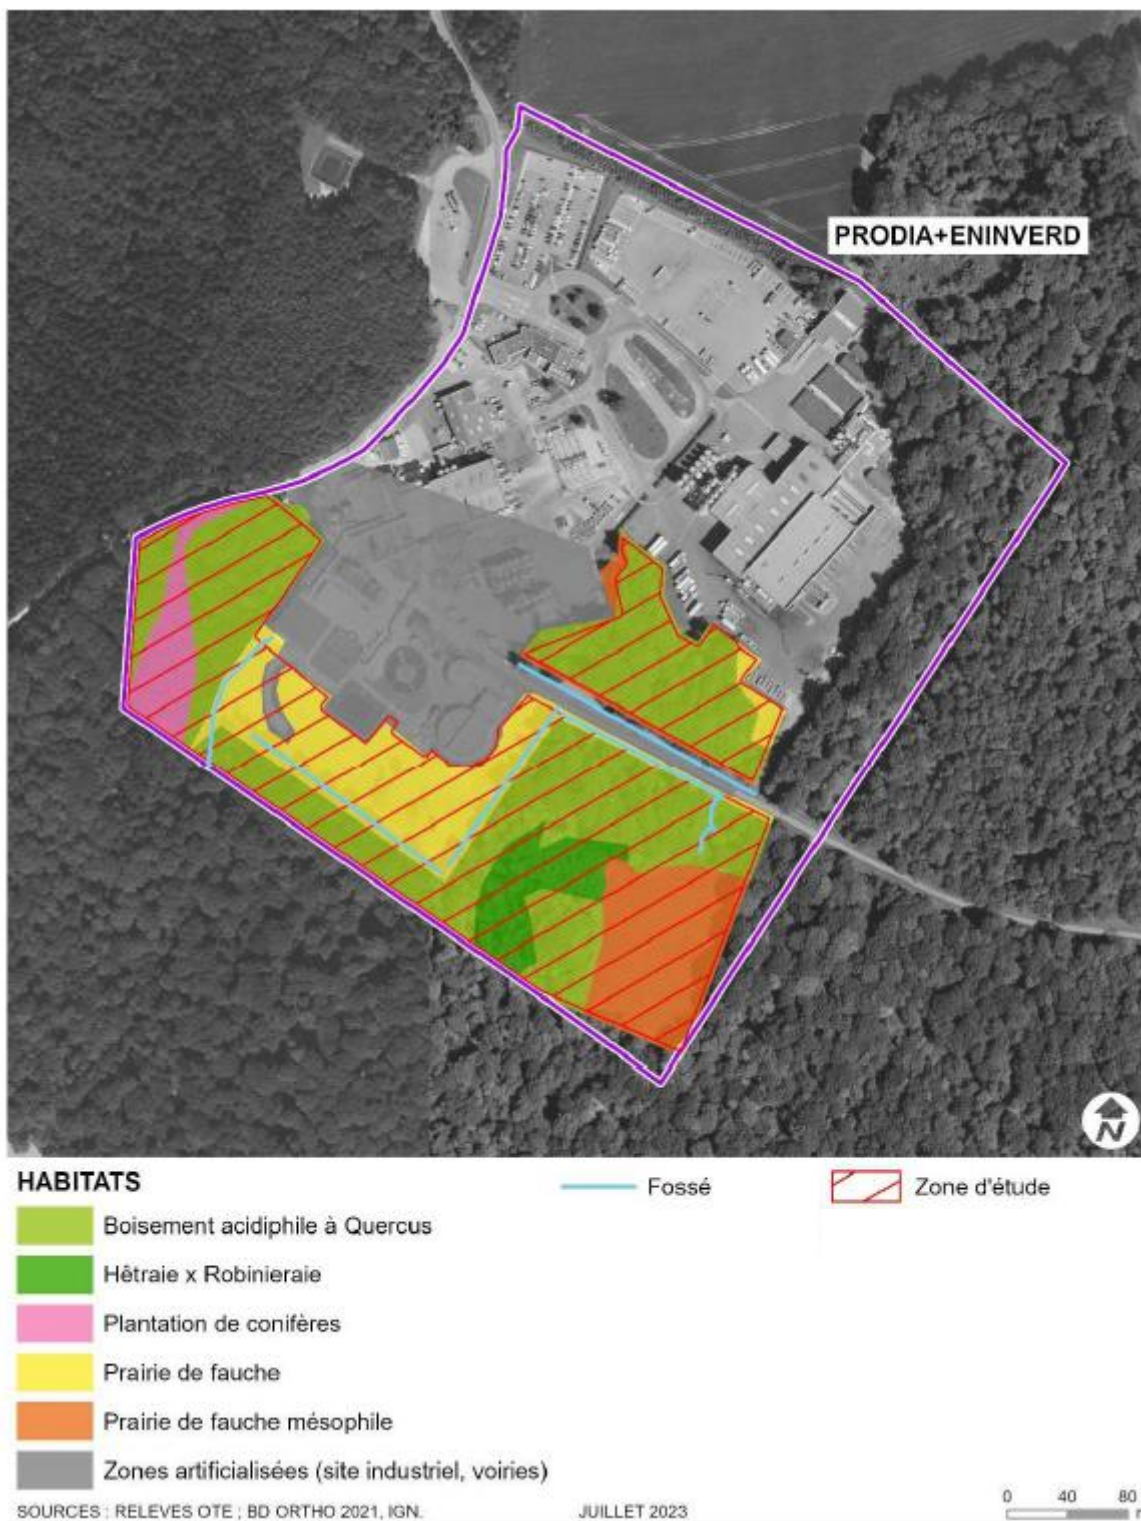 PRODIA+ENINVERD
N
HABITATS
Fossé
Zone d'étude
Boisement acidiphile à Quercus
Hêtraie x Robinieraie
Plantation de conifères
Prairie de fauche
Prairie de fauche mésophile
Zones artificialisées (site industriel, voiries)
SOURCES : RELEVES OTE ; BD ORTHO 2021, IGN.
JUILLET 2023
0 40 80